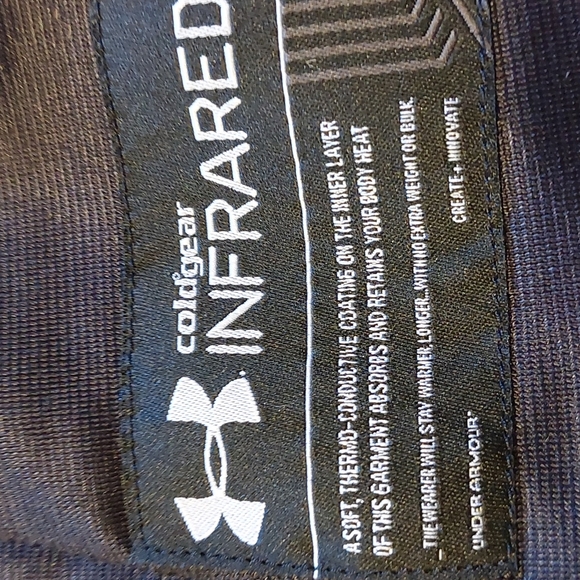 coldgear
INFRARED
A SOFT, THERMO-CONDUCTIVE COATING ON THE INNER LAYER
OF THIS GARMENT ABSORBS AND RETAINS YOUR BODY HEAT
_THE WEARER WILL STAY WARMER, LONGER...WITH NO EXTRA WEIGHT OR BULK.
UNDER ARMOUR® CREATE + INNOVATE